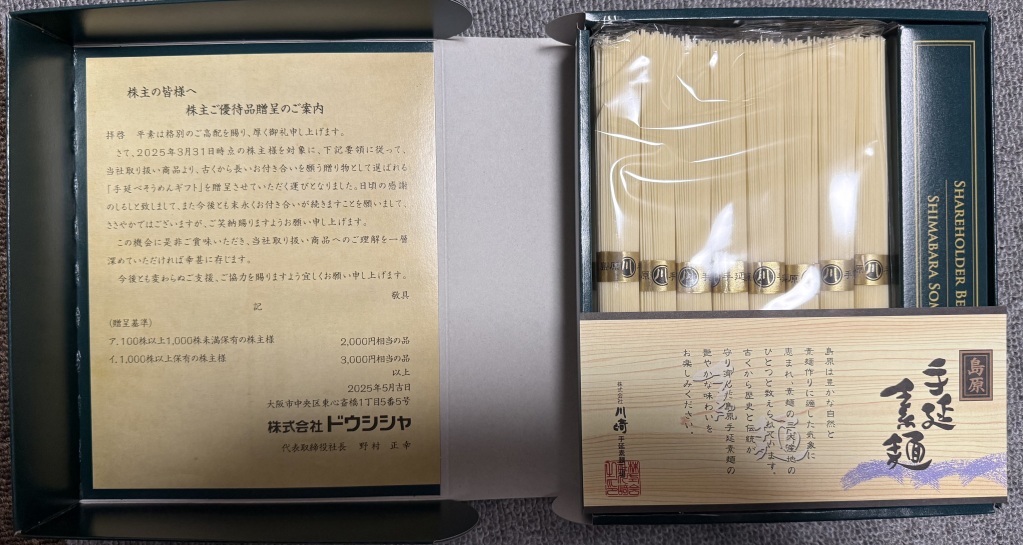 株主の皆様へ
株主ご優待品贈呈のご案内
拝啓 平素は格別のご高配を賜り、厚く御礼申し上げます。
さて、2025年3月31日時点の株主様を対象に、下記要領に従って、
当社取り扱い商品より、古くから長いお付き合いを願う贈り物として選ばれる
「手延べそうめんギフト」を贈呈させていただく運びとなりました。日頃の感謝
のしるしと致しまして、また今後とも末永くお付き合いが続きますことを願いまして、
ささやかではございますが、ご笑納賜りますようお願い申し上げます。
この機会に是非ご賞味いただき、当社取り扱い商品へのご理解を一層
深めていただければ幸甚に存じます。
今後とも変わらぬご支援、ご協力を賜りますよう宜しくお願い申し上げます。
敬具
記
(贈呈基準)
ア.100株以上1,000株未満保有の株主様 2,000円相当の品
イ.1,000株以上保有の株主様 3,000円相当の品
以上
2025年5月吉日
大阪市中央区東心斎橋1丁目5番5号
株式会社 ドウシシャ
代表取締役社長 野村 正幸
SHAREHOLDER BE
SHIMABARA SOM
島原
手延
素麺
島原は豊かな自然と
素麺作りに適した気象に
恵まれ、素麺の三大産地の
ひとつと数えられています。
古くから歴史と伝統が
守り済んだ島原手延素麺の
艶やかな味わいを
お楽しみください。
株式会社 川崎手延素麺